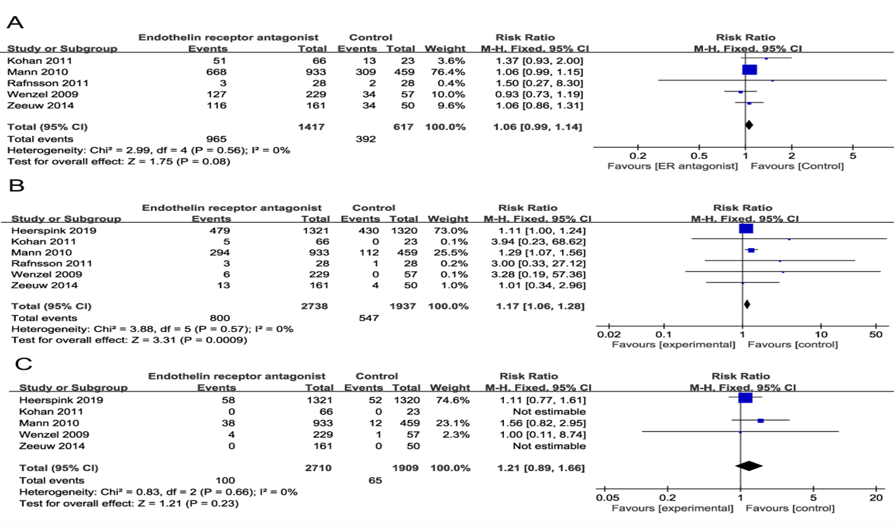 A
Endothelin receptor antagonist Control Risk Ratio Risk Ratio
Study or Subgroup Events Total Events Total Weight M-H. Fixed. 95% CI M-H. Fixed. 95% CI
Kohan 2011 51 66 13 23 3.6% 1.37 [0.93, 2.00]
Mann 2010 668 933 309 459 76.4% 1.06 [0.99, 1.15]
Rafnsson 2011 3 28 2 28 0.4% 1.50 [0.27, 8.30]
Wenzel 2009 127 229 34 57 10.0% 0.93 [0.73, 1.19]
Zeeuw 2014 116 161 34 50 9.6% 1.06 [0.86, 1.31]
Total (95% CI) 1417 617 100.0% 1.06 [0.99, 1.14]
Total events 965 392
Heterogeneity: Chi² = 2.99, df = 4 (P = 0.56); I² = 0%
Test for overall effect: Z = 1.75 (P = 0.08)
0.2 0.5 1 2 5
Favours [ER antagonist] Favours [Control]
B
Endothelin receptor antagonist Control Risk Ratio Risk Ratio
Study or Subgroup Events Total Events Total Weight M-H. Fixed. 95% CI M-H. Fixed. 95% CI
Heerspink 2019 479 1321 430 1320 73.0% 1.11 [1.00, 1.24]
Kohan 2011 5 66 0 23 0.1% 3.94 [0.23, 68.62]
Mann 2010 294 933 112 459 25.5% 1.29 [1.07, 1.56]
Rafnsson 2011 3 28 1 28 0.2% 3.00 [0.33, 27.12]
Wenzel 2009 6 229 0 57 0.1% 3.28 [0.19, 57.36]
Zeeuw 2014 13 161 4 50 1.0% 1.01 [0.34, 2.96]
Total (95% CI) 2738 1937 100.0% 1.17 [1.06, 1.28]
Total events 800 547
Heterogeneity: Chi² = 3.88, df = 5 (P = 0.57); I² = 0%
Test for overall effect: Z = 3.31 (P = 0.0009)
0.02 0.1 1 10 50
Favours [experimental] Favours [control]
C
Endothelin receptor antagonist Control Risk Ratio Risk Ratio
Study or Subgroup Events Total Events Total Weight M-H. Fixed. 95% CI M-H. Fixed. 95% CI
Heerspink 2019 58 1321 52 1320 74.6% 1.11 [0.77, 1.61]
Kohan 2011 0 66 0 23 Not estimable
Mann 2010 38 933 12 459 23.1% 1.56 [0.82, 2.95]
Wenzel 2009 4 229 1 57 2.3% 1.00 [0.11, 8.74]
Zeeuw 2014 0 161 0 50 Not estimable
Total (95% CI) 2710 1909 100.0% 1.21 [0.89, 1.66]
Total events 100 65
Heterogeneity: Chi² = 0.83, df = 2 (P = 0.66); I² = 0%
Test for overall effect: Z = 1.21 (P = 0.23)
0.05 0.2 1 5 20
Favours [experimental] Favours [control]